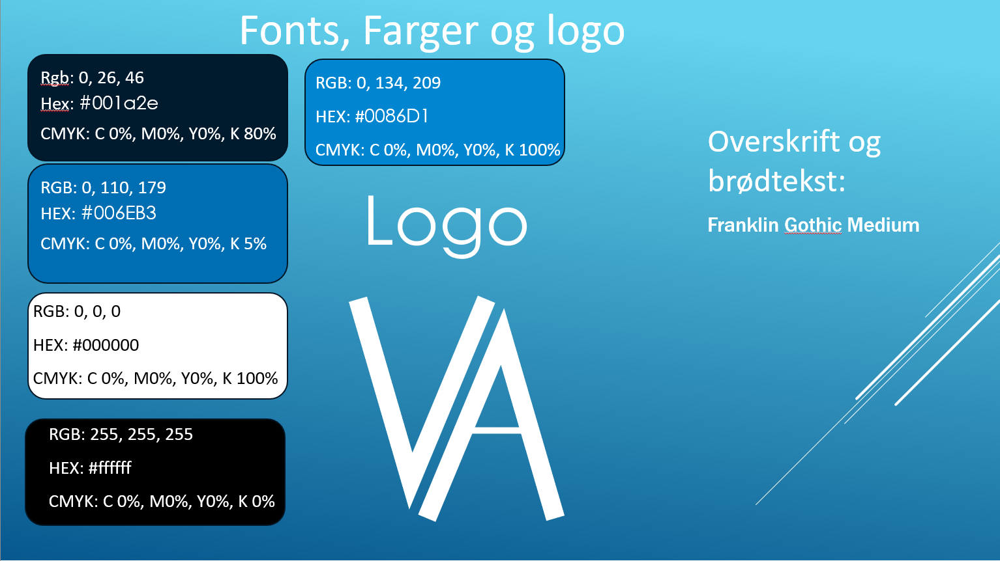 Fonts, Farger og logo
Rgb: 0, 26, 46
Hex: #001a2e
CMYK: C 0%, M0%, Y0%, K 80%
RGB: 0, 134, 209
HEX: #0086D1
CMYK: C 0%, M0%, Y0%, K 100%
RGB: 0, 110, 179
HEX: #006EB3
CMYK: C 0%, M0%, Y0%, K 5%
RGB: 0, 0, 0
HEX: #000000
CMYK: C 0%, M0%, Y0%, K 100%
RGB: 255, 255, 255
HEX: #ffffff
CMYK: C 0%, M0%, Y0%, K 0%
Logo
VA
Overskrift og
brødtekst:
Franklin Gothic Medium